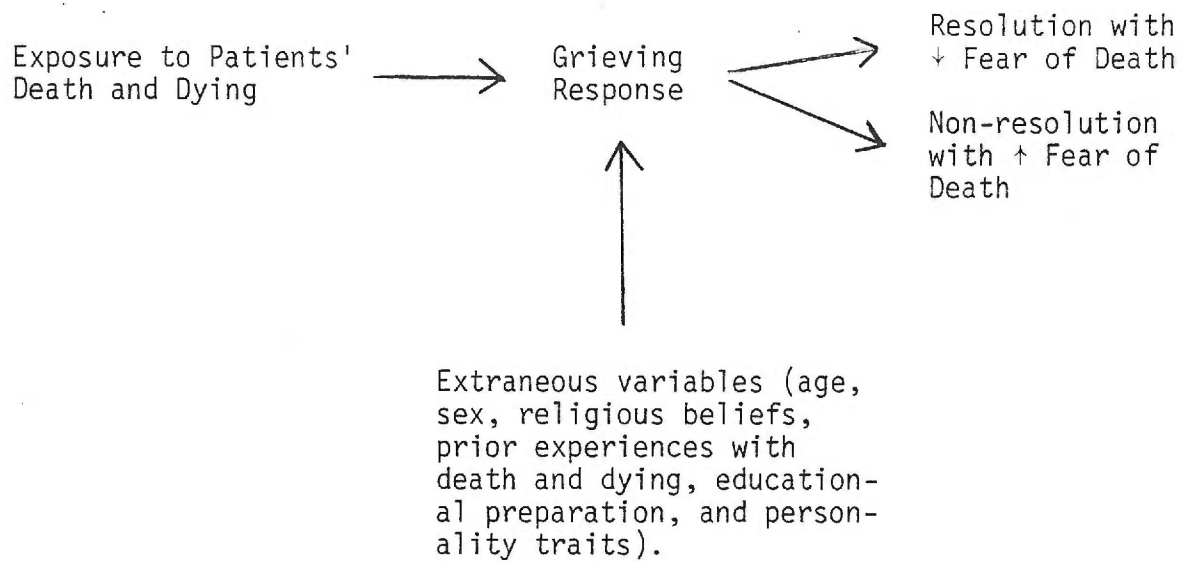 Exposure to Patients'
Death and Dying
Grieving
Response
Resolution with
↓ Fear of Death
Non-resolution
with ↑ Fear of
Death
Extraneous variables (age,
sex, religious beliefs,
prior experiences with
death and dying, education-
al preparation, and person-
ality traits).